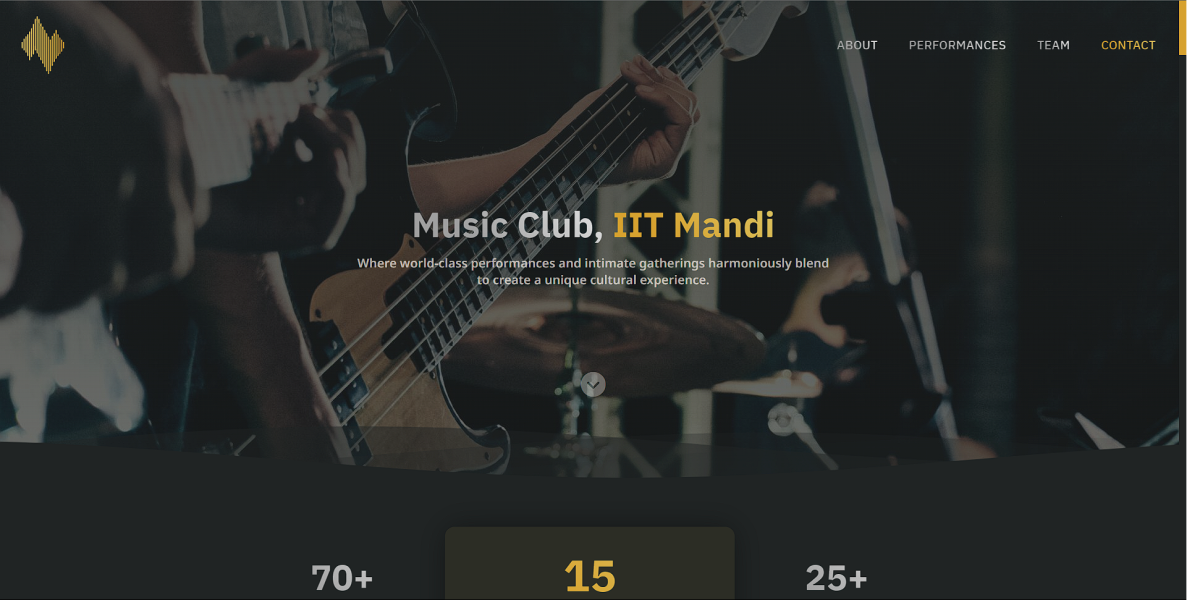 ABOUT PERFORMANCES TEAM CONTACT
Music Club, IIT Mandi
Where world-class performances and intimate gatherings harmoniously blend
to create a unique cultural experience.
70+ 15 25+